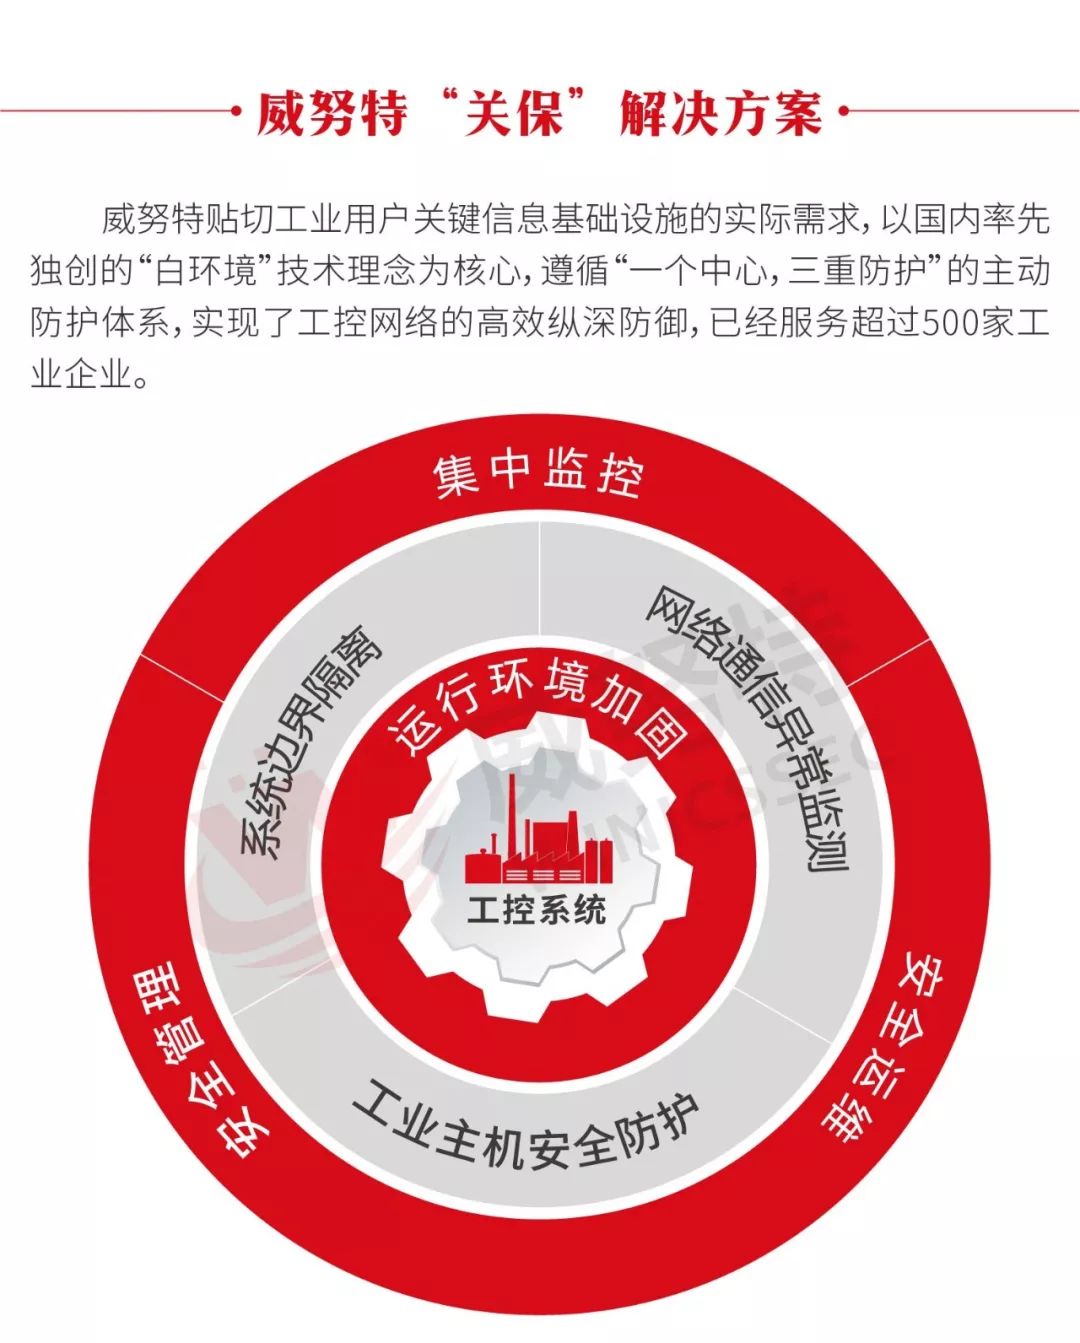 威努特“关保”解决方案
威努特贴切工业用户关键信息基础设施的实际需求，以国内率先
独创的“白环境”技术理念为核心，遵循“一个中心，三重防护”的主动
防护体系，实现了工控网络的高效纵深防御，已经服务超过500家工
业企业。
集中监控
系统边界隔离
网络通信异常监测
运行环境加固
工控系统
安全管理
安全运维
工业主机安全防护
威努特
WINICSSEC